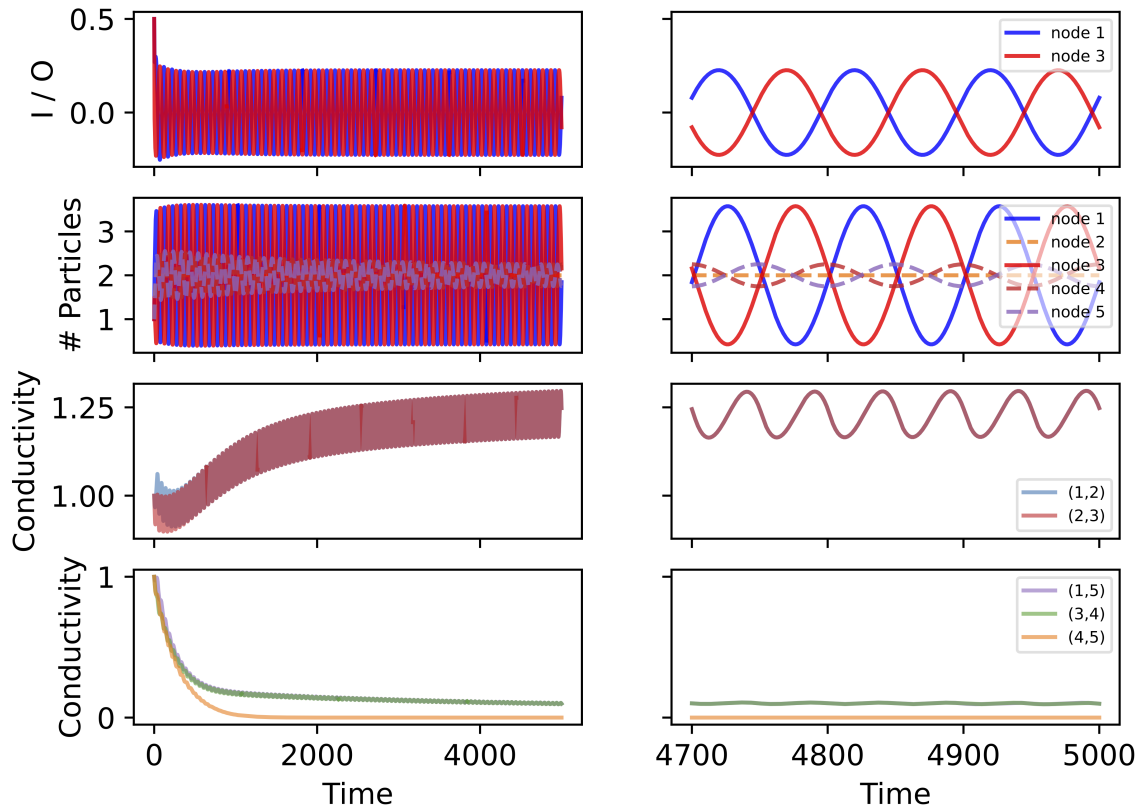 I / O
0.5
0.0
node 1
node 3
# Particles
3
2
1
node 1
node 2
node 3
node 4
node 5
Conductivity
1.25
1.00
(1,2)
(2,3)
Conductivity
1
0
(1,5)
(3,4)
(4,5)
0
2000
4000
Time
4700
4800
4900
5000
Time